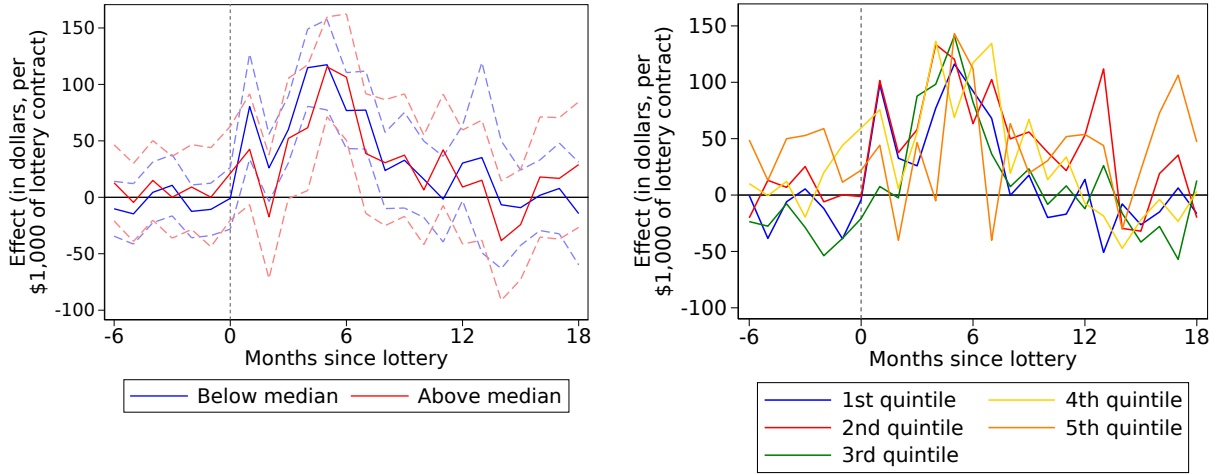 Effect (in dollars, per
$1,000 of lottery contract)
150
100
50
0
-50
-100
-6
0
6
12
18
Months since lottery
Below median
Above median
Effect (in dollars, per
$1,000 of lottery contract)
150
100
50
0
-50
-100
-6
0
6
12
18
Months since lottery
1st quintile
4th quintile
2nd quintile
5th quintile
3rd quintile